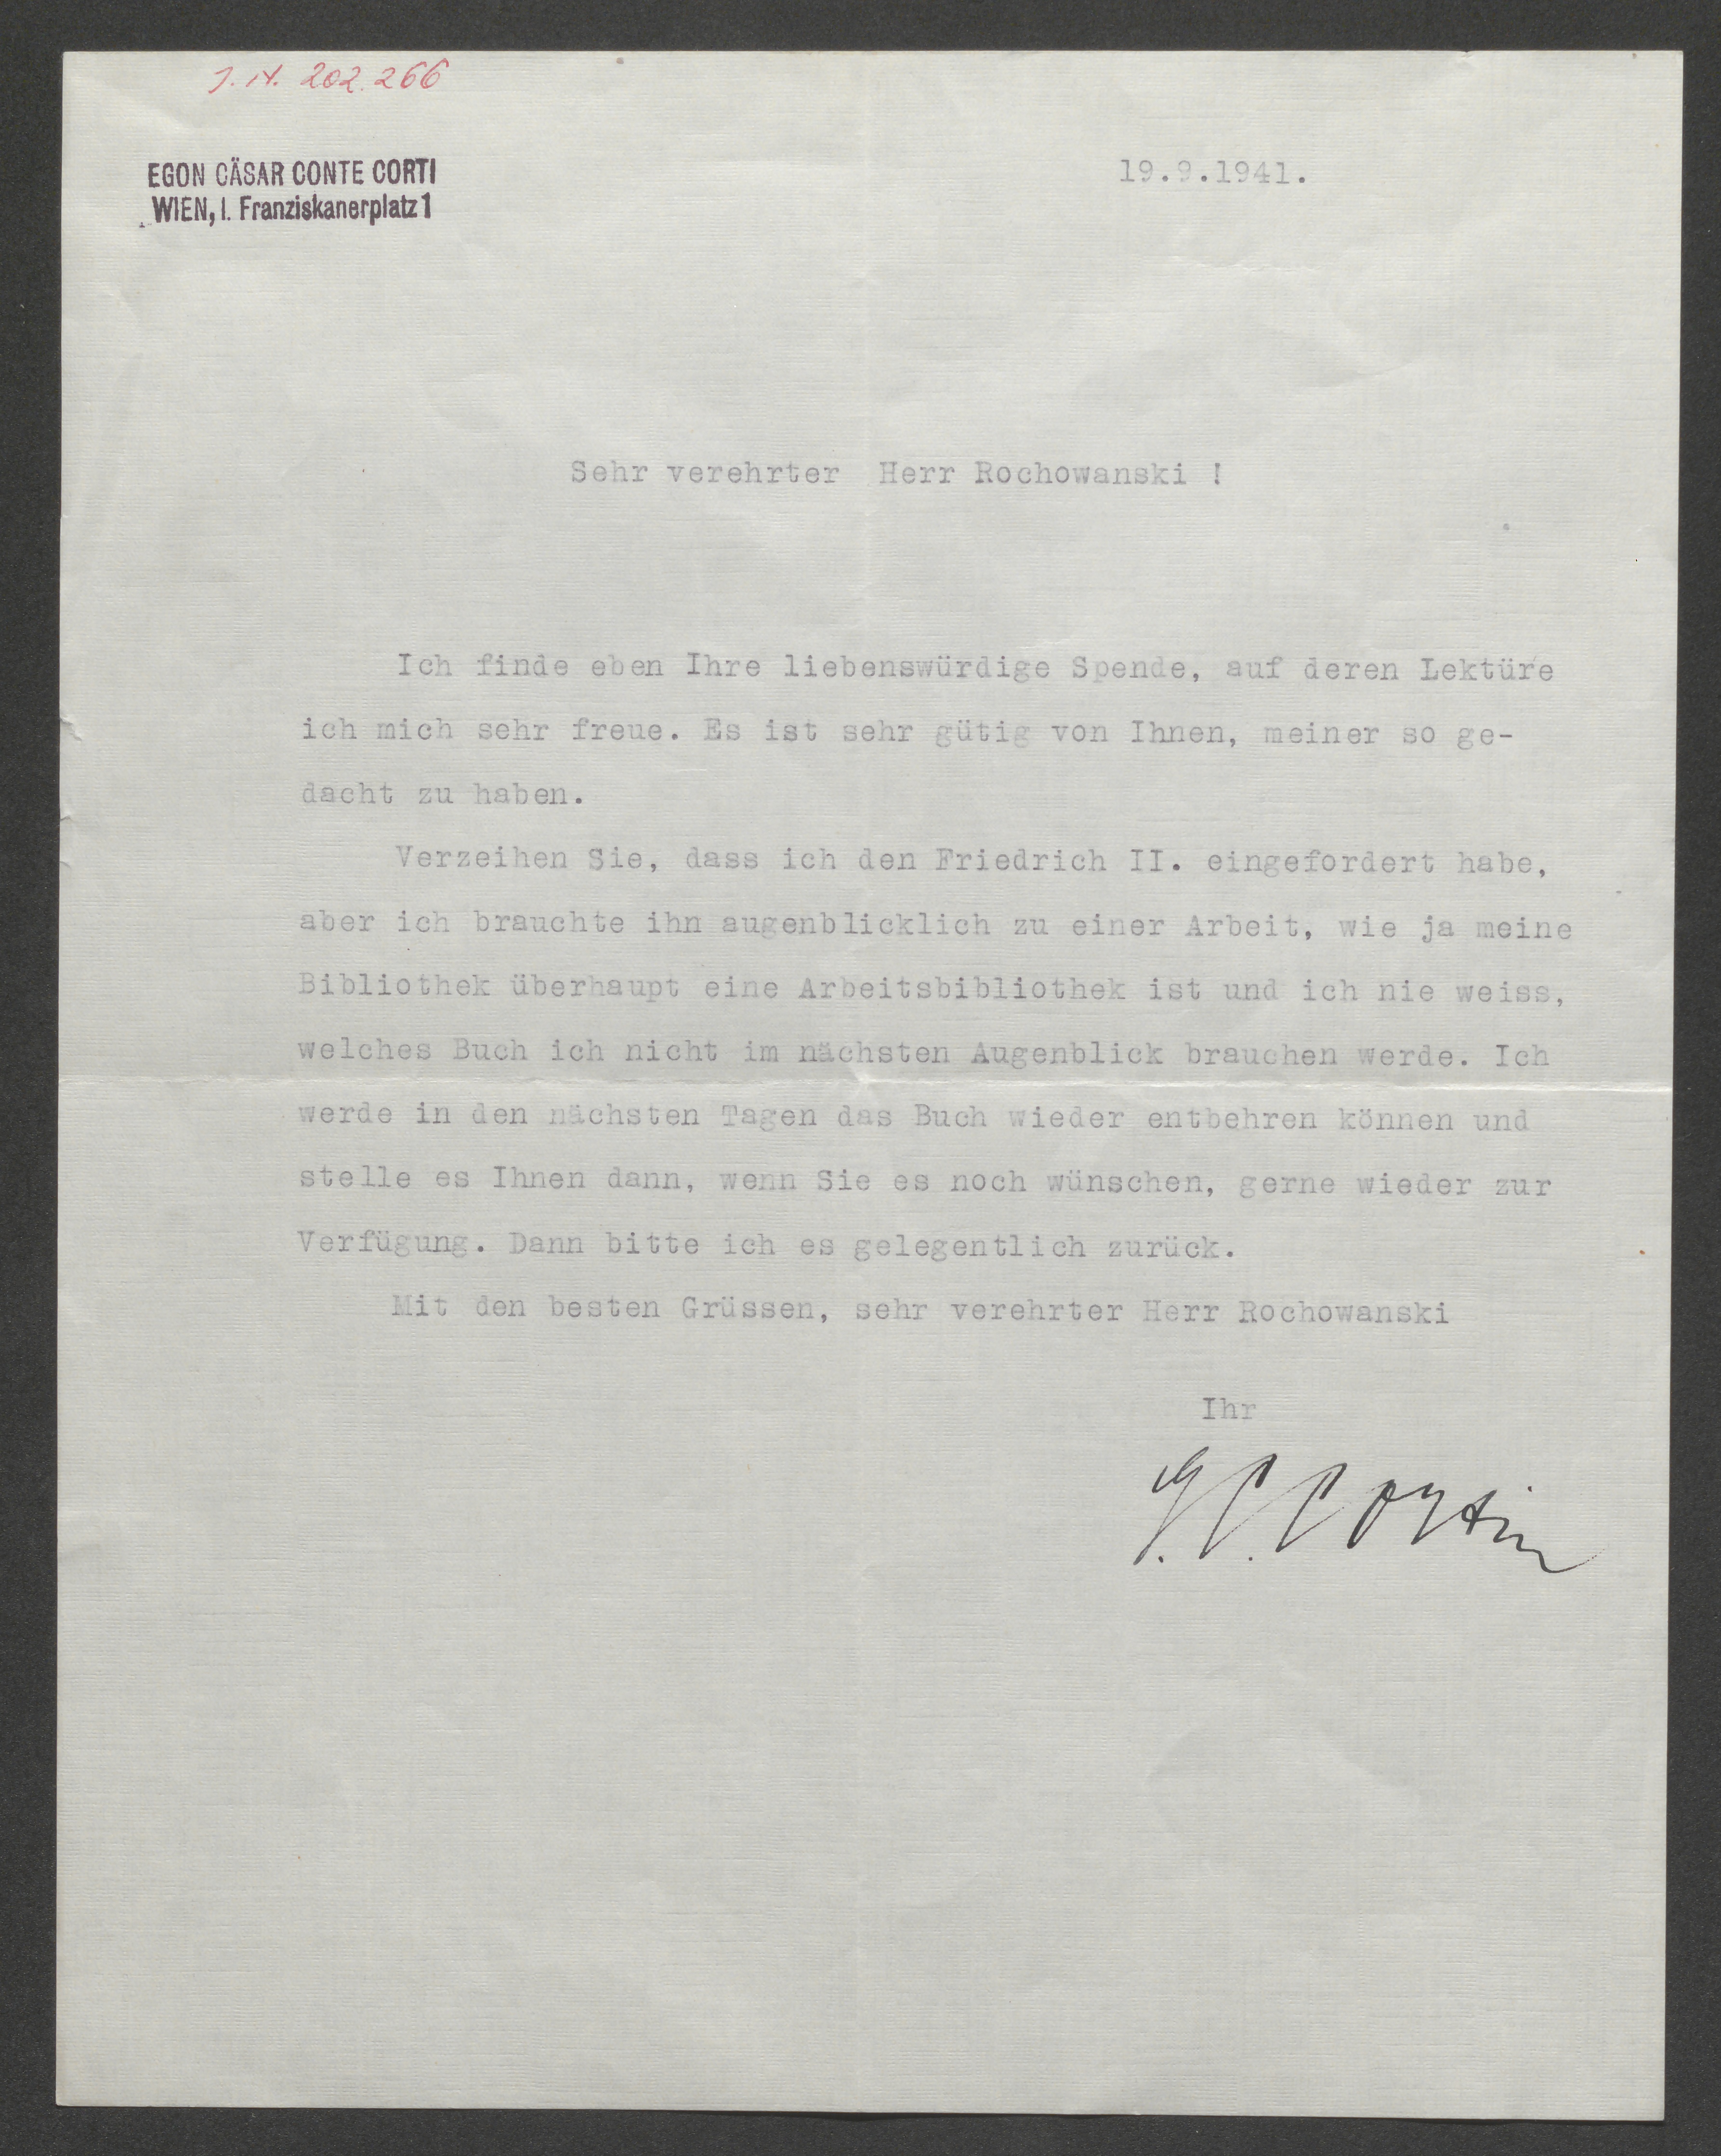 J.N. 202.266
EGON CÄSAR CONTE CORTI
WIEN, I. Franziskanerplatz 1
19.9.1941.
Sehr verehrter Herr Rochowanski !
Ich finde eben Ihre liebenswürdige Spende, auf deren Lektüre
ich mich sehr freue. Es ist sehr gütig von Ihnen, meiner so ge-
dacht zu haben.
Verzeihen Sie, dass ich den Friedrich II. eingefordert habe,
aber ich brauchte ihn augenblicklich zu einer Arbeit, wie ja meine
Bibliothek überhaupt eine Arbeitsbibliothek ist und ich nie weiss,
welches Buch ich nicht im nächsten Augenblick brauchen werde. Ich
werde in den nächsten Tagen das Buch wieder entbehren können und
stelle es Ihnen dann, wenn Sie es noch wünschen, gerne wieder zur
Verfügung. Dann bitte ich es gelegentlich zurück.
Mit den besten Grüssen, sehr verehrter Herr Rochowanski
Ihr
E.C. Corti